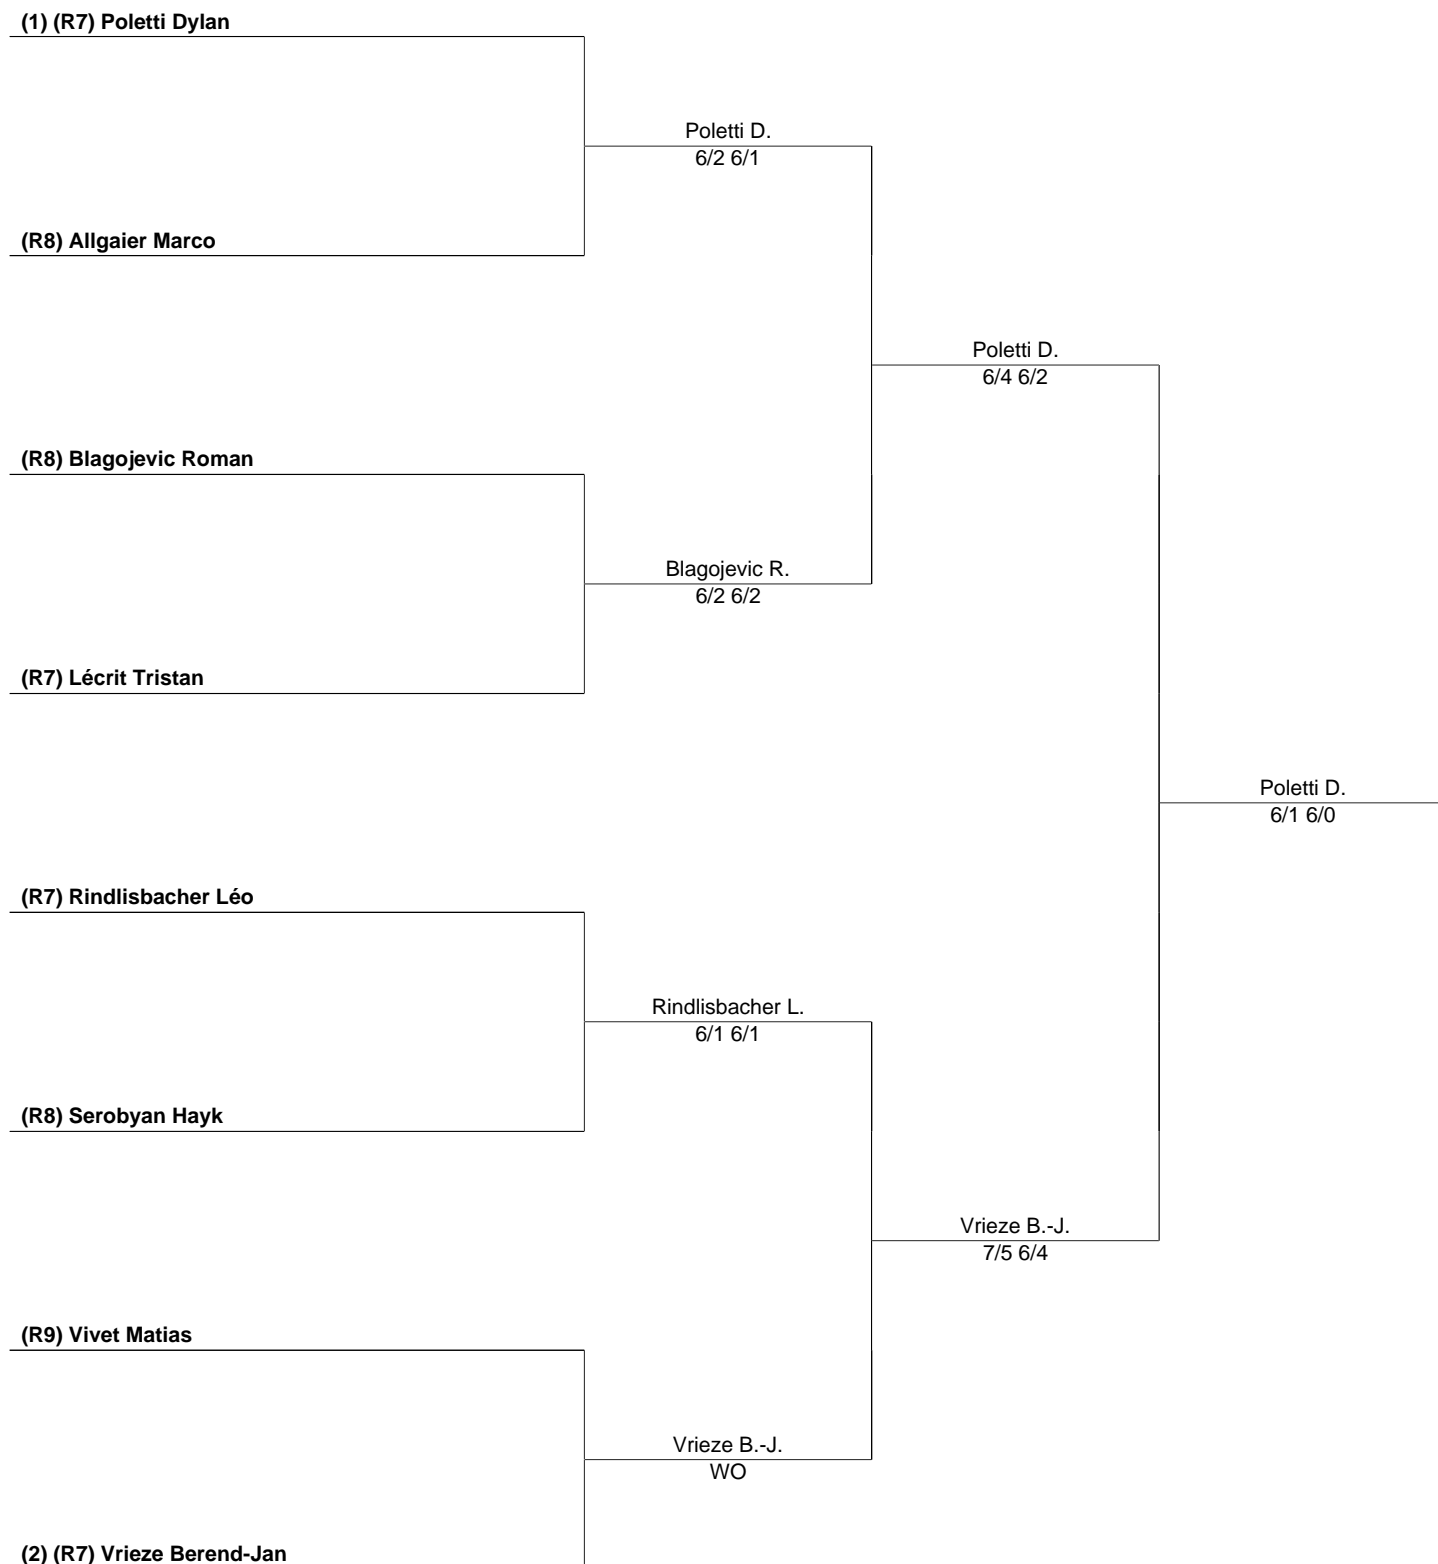 (1) (R7) Poletti Dylan
Poletti D.
6/2 6/1
(R8) Allgaier Marco
Poletti D.
6/4 6/2
(R8) Blagojevic Roman
Blagojevic R.
6/2 6/2
(R7) Lécrit Tristan
Poletti D.
6/1 6/0
(R7) Rindlisbacher Léo
Rindlisbacher L.
6/1 6/1
(R8) Serobyan Hayk
Vrieze B.-J.
7/5 6/4
(R9) Vivet Matias
Vrieze B.-J.
WO
(2) (R7) Vrieze Berend-Jan